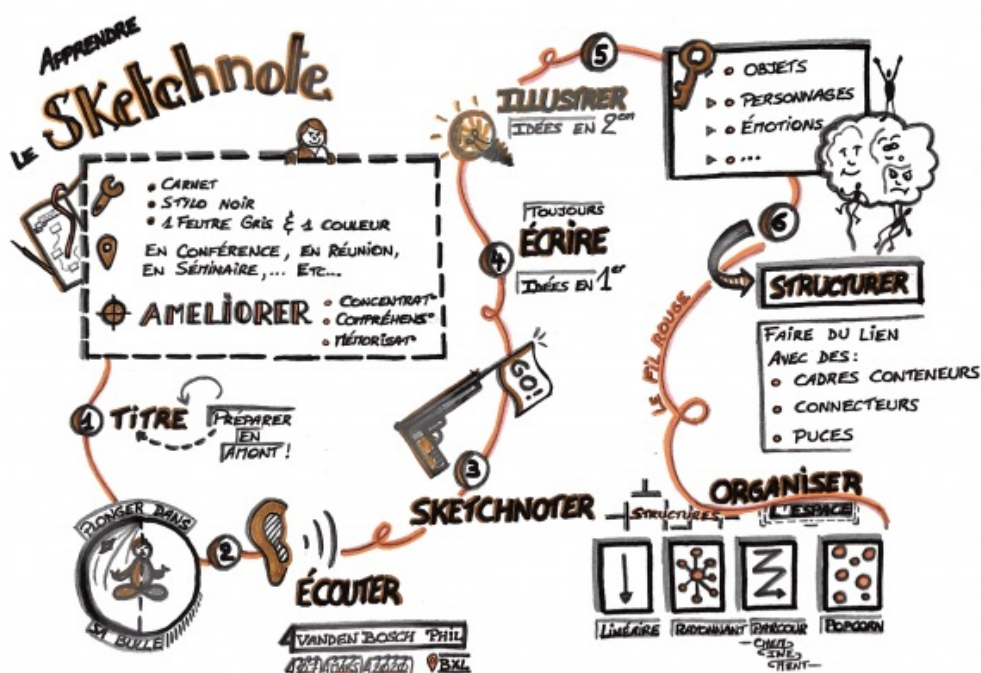 APPRENDRE
LE SKETCHNOTE
• CARNET
• STYLO NOIR
• 1 FEUTRE GRIS & 1 COULEUR
EN CONFÉRENCE, EN RÉUNION,
EN SÉMINAIRE,... ETC...
AMELIORER
• CONCENTRAT°
• COMPRÉHENS°
• MÉMORISAT°
1 TITRE
PRÉPARER
EN
AMONT !
PLONGER DANS
SA BULLE
2
ÉCOUTER
VANDEN BOSCH PHIL
BXL
3
SKETCHNOTER
GO!
4
TOUJOURS
ÉCRIRE
IDÉES EN 1er
5
ILLUSTRER
IDÉES EN 2en
• OBJETS
• PERSONNAGES
• ÉMOTIONS
• ...
6
STRUCTURER
FAIRE DU LIEN
AVEC DES:
• CADRES CONTENEURS
• CONNECTEURS
• PUCES
LE FIL ROUGE
ORGANISER
L'ESPACE
STRUCTURES
LINÉAIRE
RAYONNANT
PARCOUR
CHEM
INE
MENT
POPCORN